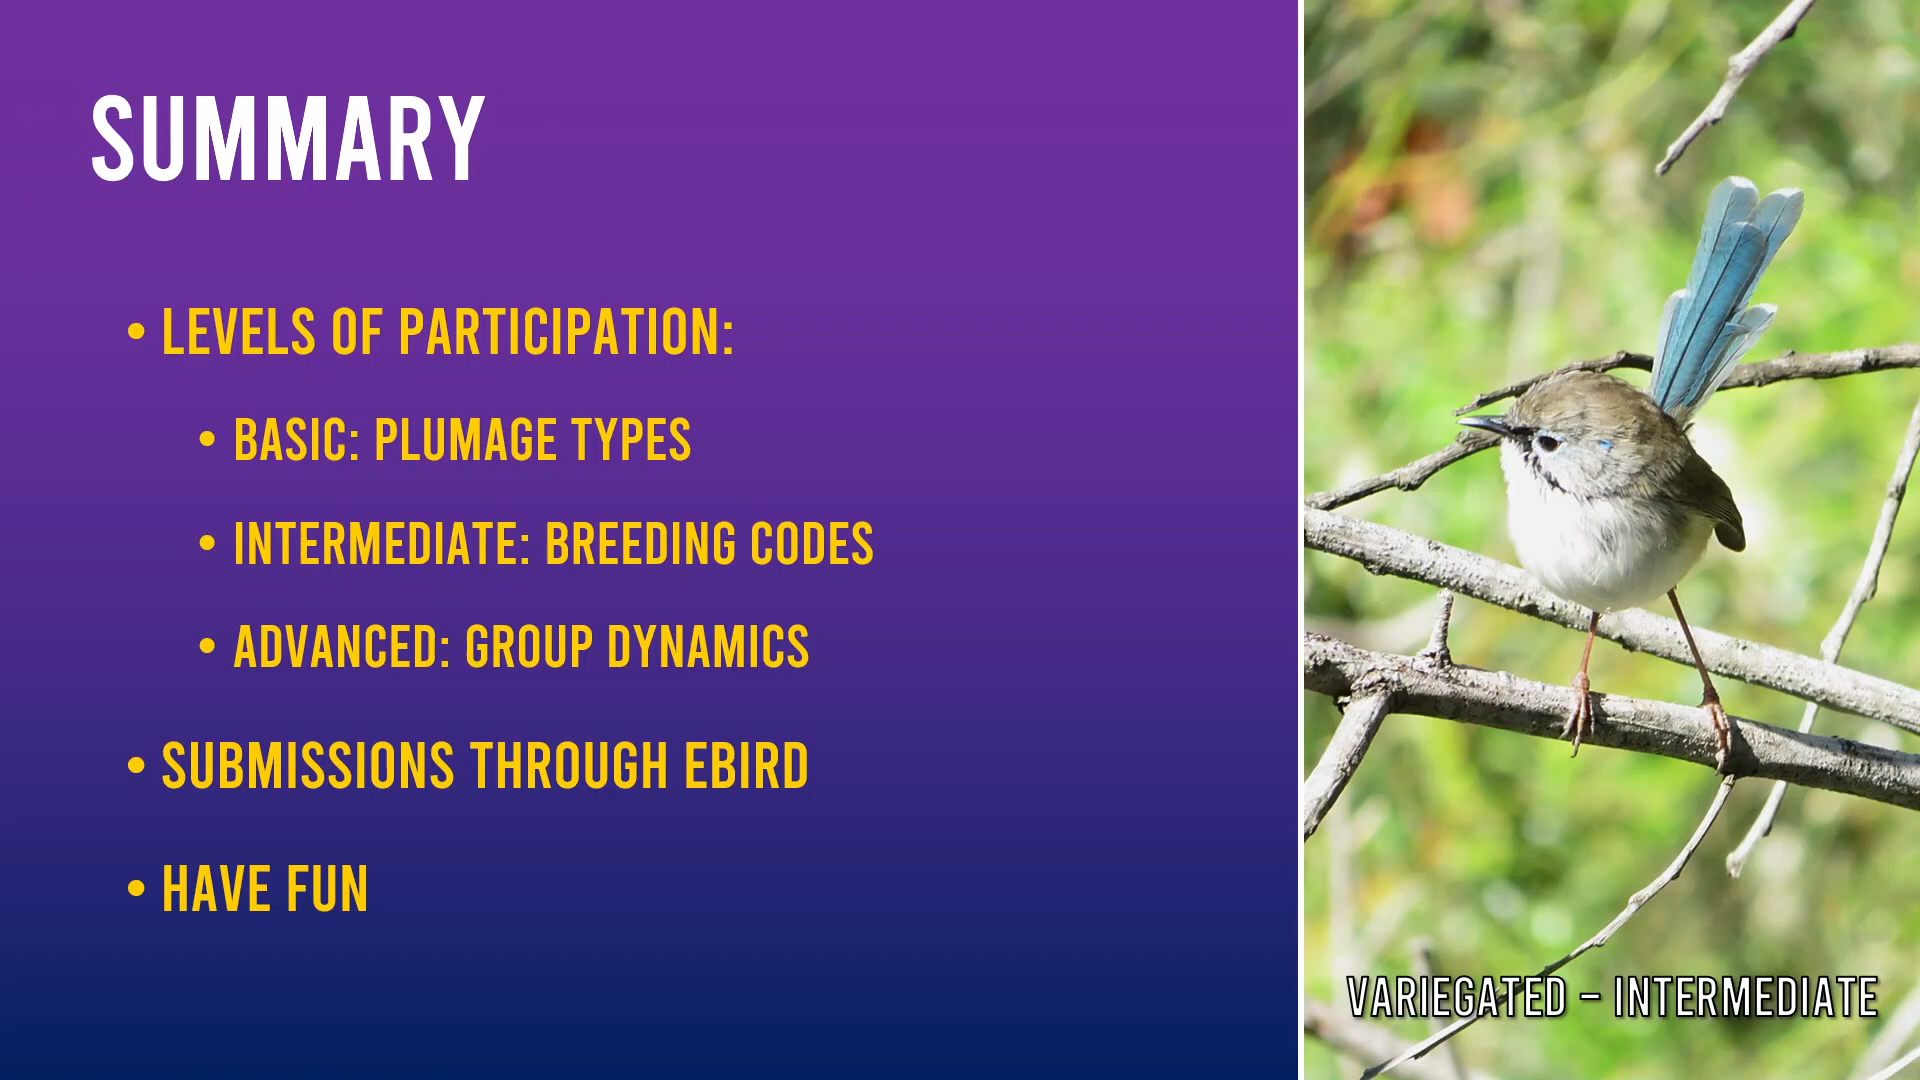 SUMMARY
• LEVELS OF PARTICIPATION:
• BASIC: PLUMAGE TYPES
• INTERMEDIATE: BREEDING CODES
• ADVANCED: GROUP DYNAMICS
• SUBMISSIONS THROUGH EBIRD
• HAVE FUN
VARIEGATED – INTERMEDIATE